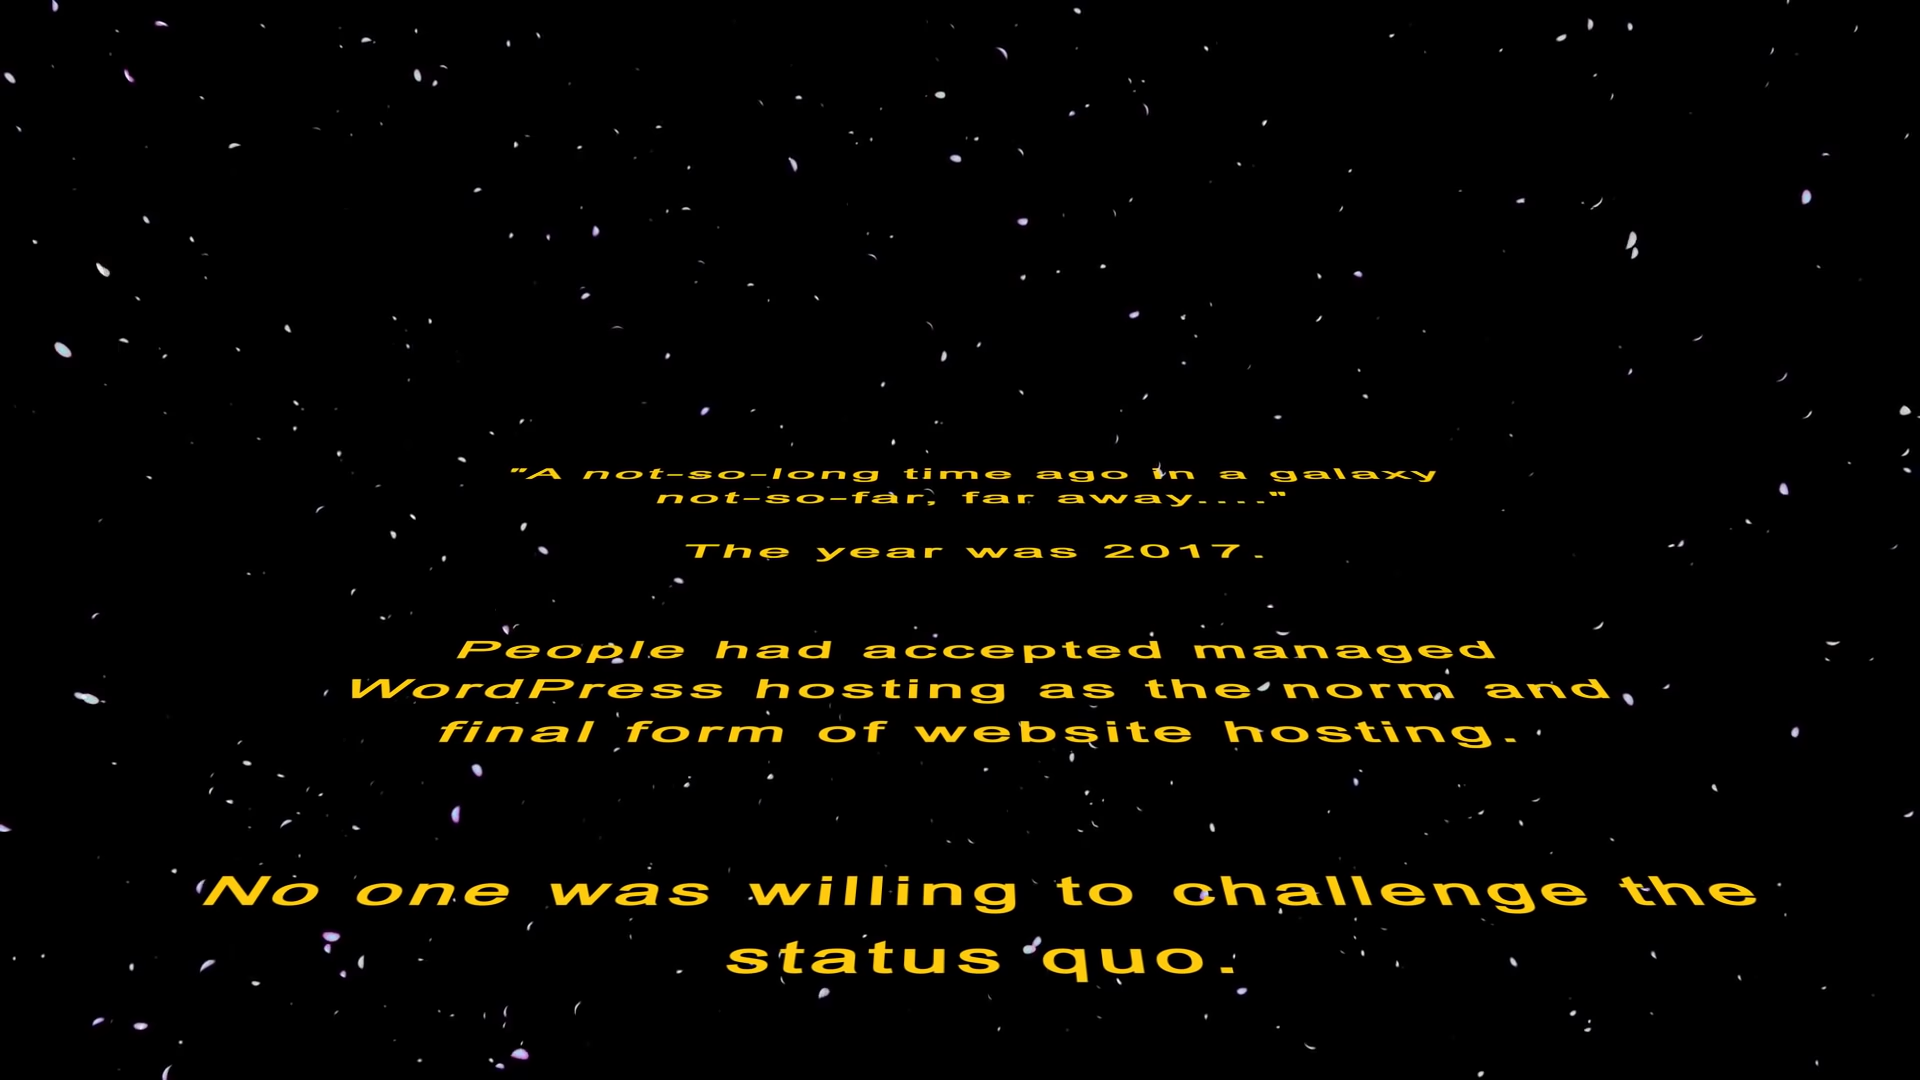 "A not-so-long time ago in a galaxy
not-so-far, far away...."
The year was 2017.
People had accepted managed
WordPress hosting as the norm and
final form of website hosting.
No one was willing to challenge the
status quo.